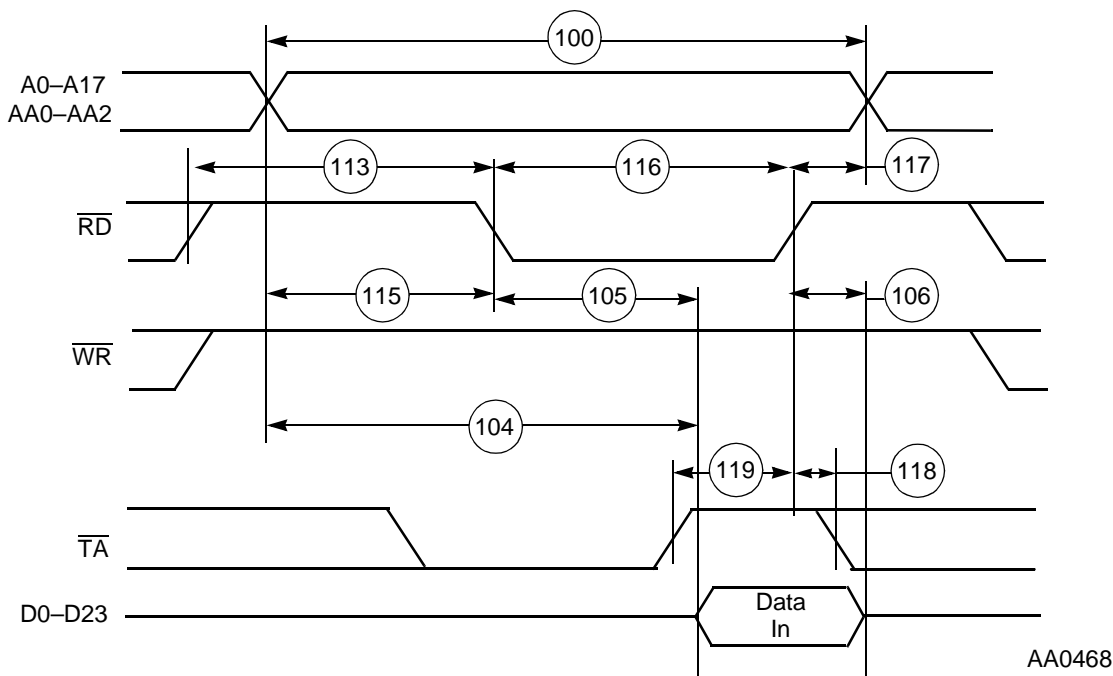 100
A0–A17
AA0–AA2
113
116
117
RD
115
105
106
WR
104
119
118
TA
D0–D23
Data
In
AA0468